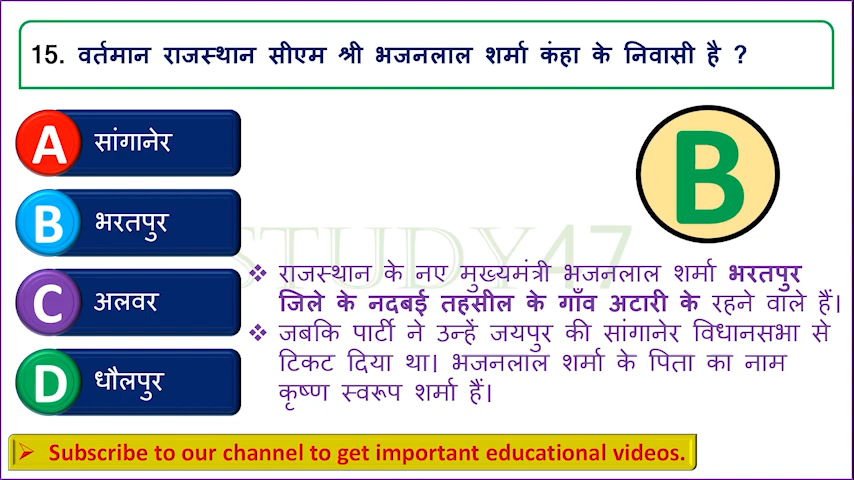 15. वर्तमान राजस्थान सीएम श्री भजनलाल शर्मा कंहा के निवासी है ?
A सांगानेर
B भरतपुर
C अलवर
D धौलपुर
B
STUDY47
❖ राजस्थान के नए मुख्यमंत्री भजनलाल शर्मा भरतपुर
जिले के नदबई तहसील के गाँव अटारी के रहने वाले हैं।
❖ जबकि पार्टी ने उन्हें जयपुर की सांगानेर विधानसभा से
टिकट दिया था। भजनलाल शर्मा के पिता का नाम
कृष्ण स्वरूप शर्मा हैं।
➢ Subscribe to our channel to get important educational videos.